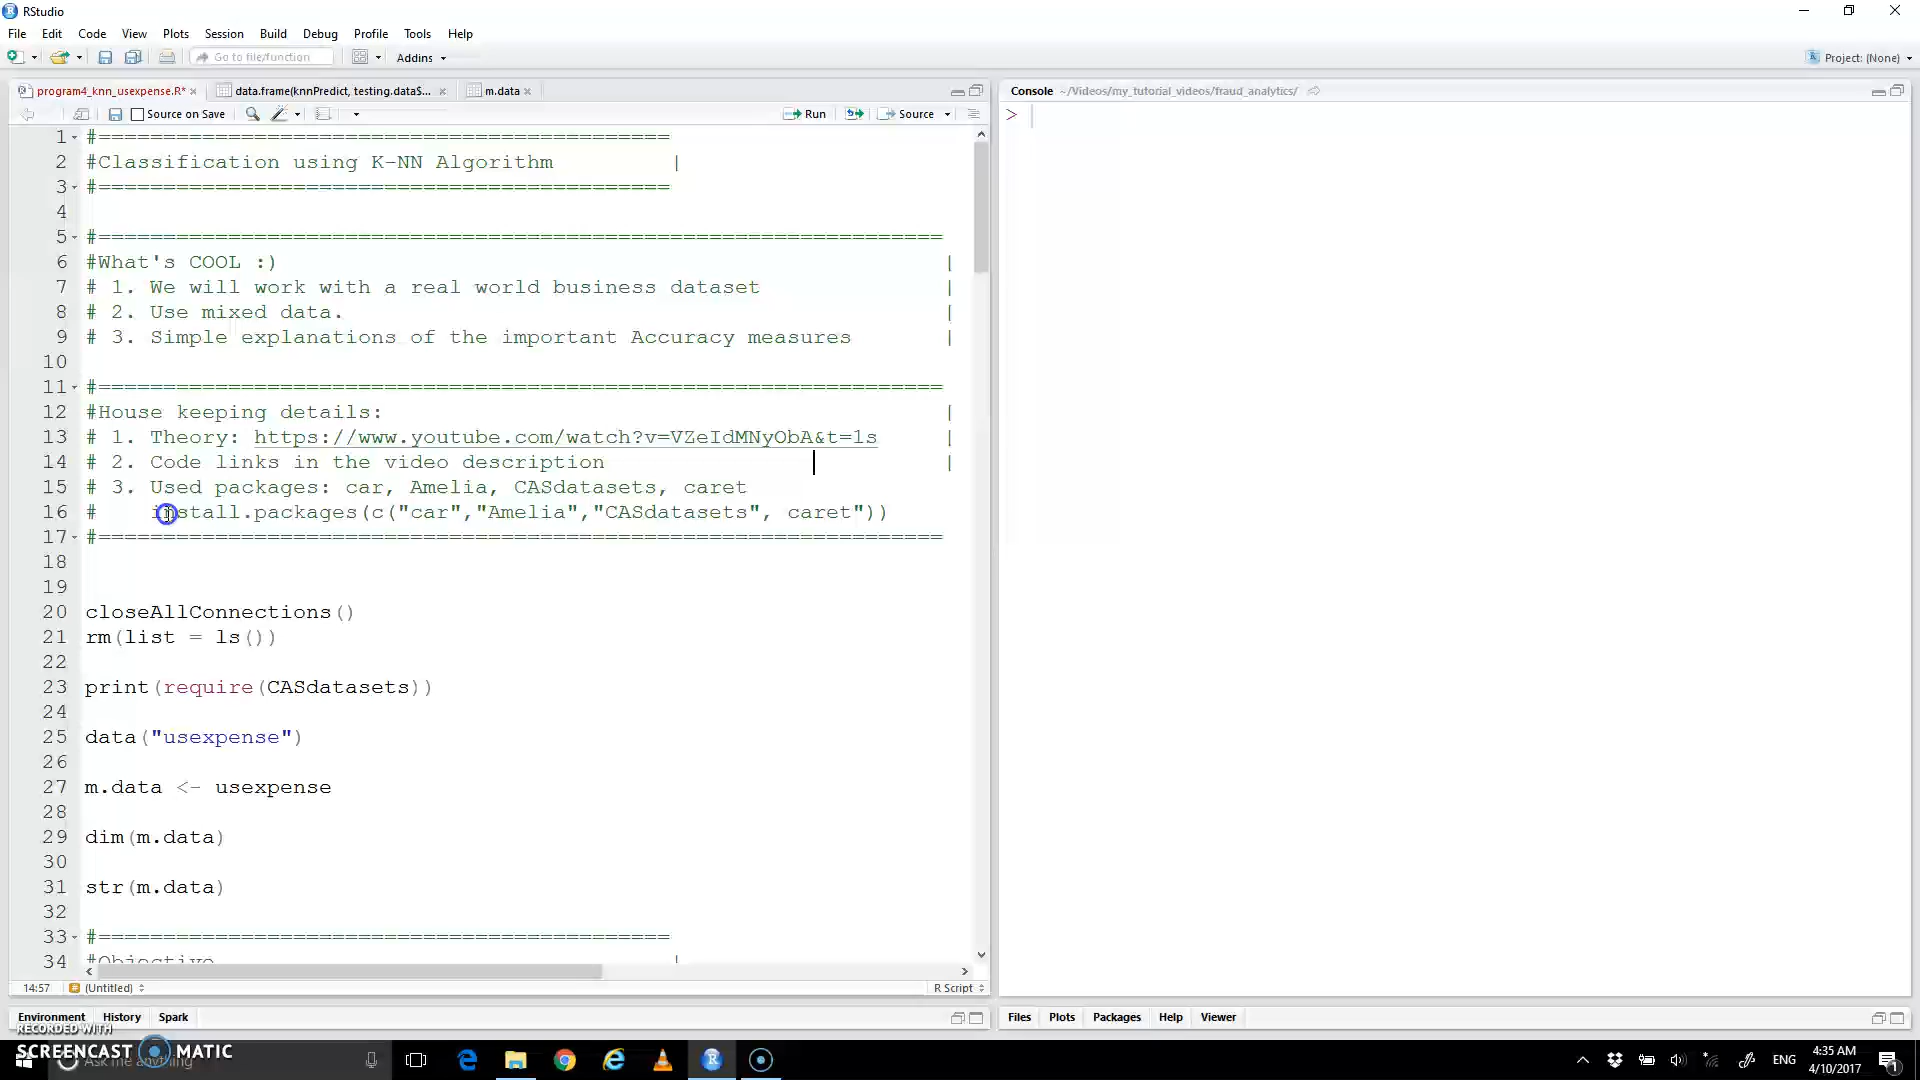 RStudio
File Edit Code View Plots Session Build Debug Profile Tools Help
Go to file/function Addins Project: (None)
program4_knn_usexpense.R* data.frame(knnPredict, testing.data$... m.data
Source on Save Run Source
1 #============================================
2 #Classification using K-NN Algorithm |
3 #============================================
4
5 #=================================================================
6 #What's COOL :) |
7 # 1. We will work with a real world business dataset |
8 # 2. Use mixed data. |
9 # 3. Simple explanations of the important Accuracy measures |
10
11 #=================================================================
12 #House keeping details: |
13 # 1. Theory: https://www.youtube.com/watch?v=VZeIdMNyObA&t=1s |
14 # 2. Code links in the video description |
15 # 3. Used packages: car, Amelia, CASdatasets, caret
16 # install.packages(c("car","Amelia","CASdatasets", caret"))
17 #=================================================================
18
19
20 closeAllConnections()
21 rm(list = ls())
22
23 print(require(CASdatasets))
24
25 data("usexpense")
26
27 m.data <- usexpense
28
29 dim(m.data)
30
31 str(m.data)
32
33 #============================================
34 #Objective |
14:57 (Untitled) R Script
Environment History Spark
Console ~/Videos/my_tutorial_videos/fraud_analytics/
>
Files Plots Packages Help Viewer
RECORDED WITH
SCREENCAST MATIC
Ask me anything
ENG
4:35 AM
4/10/2017
1